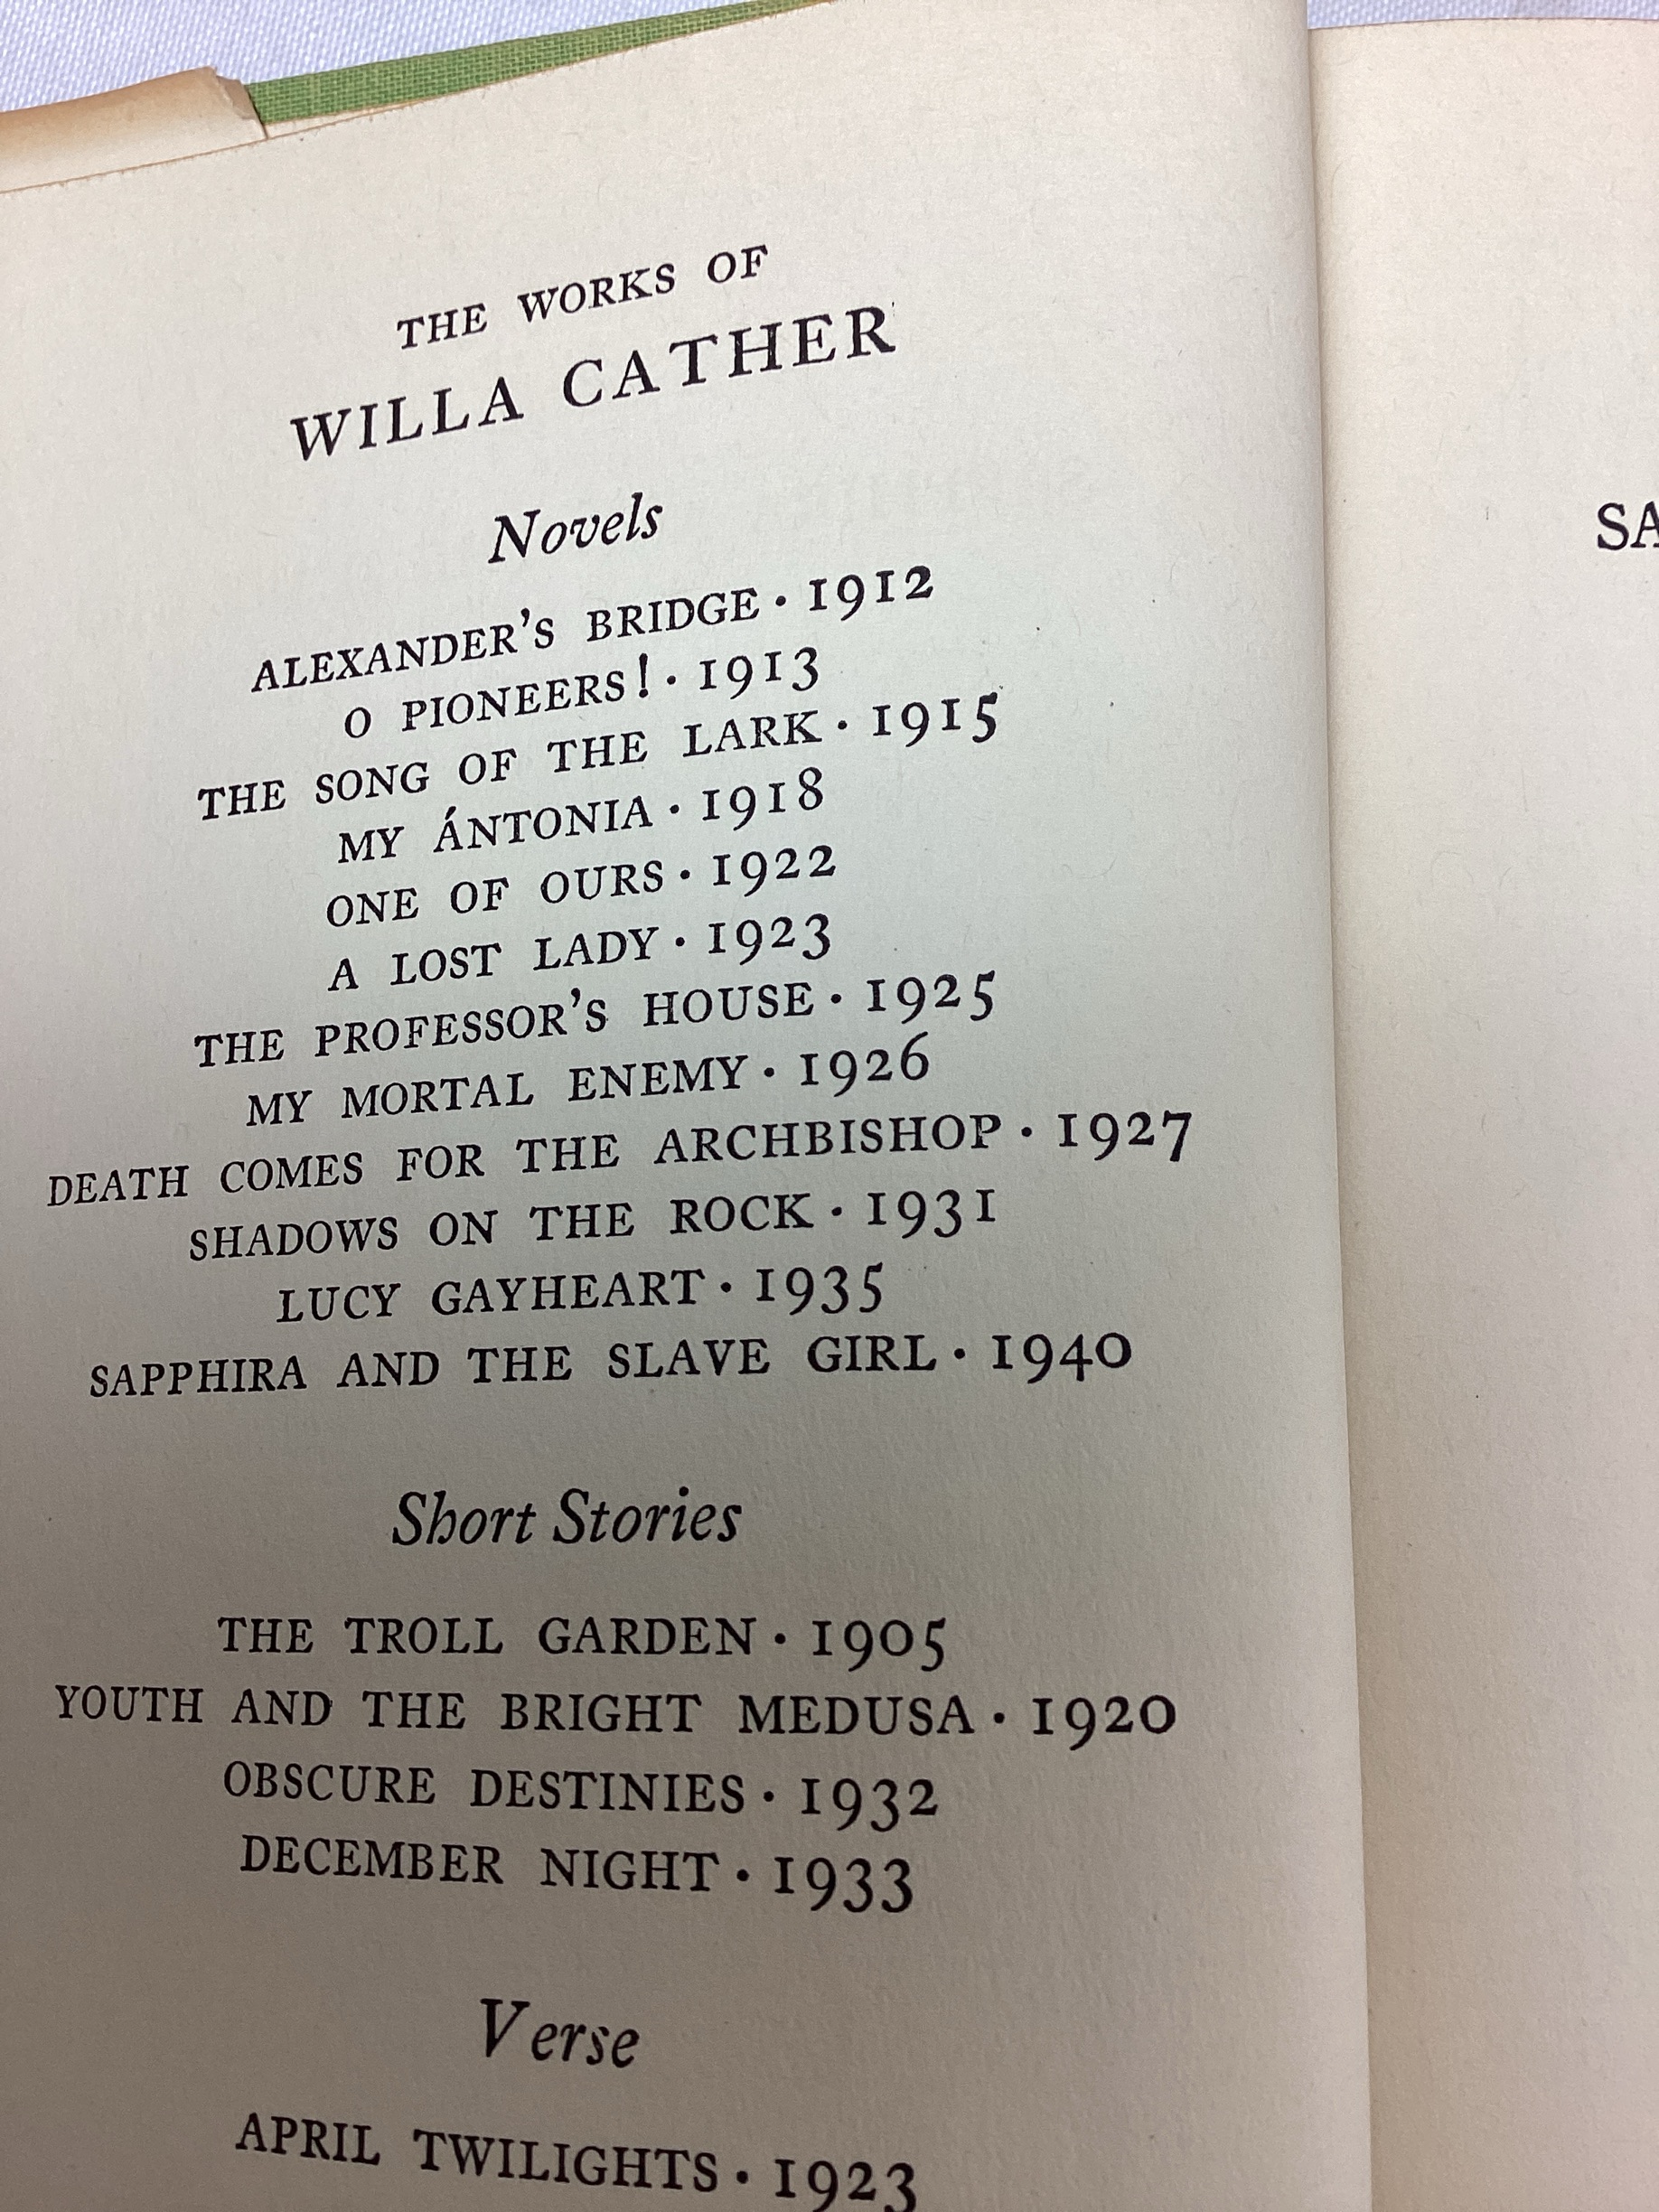 THE WORKS OF
WILLA CATHER
Novels
ALEXANDER'S BRIDGE · 1912
O PIONEERS! · 1913
THE SONG OF THE LARK · 1915
MY ÁNTONIA · 1918
ONE OF OURS · 1922
A LOST LADY · 1923
THE PROFESSOR'S HOUSE · 1925
MY MORTAL ENEMY · 1926
DEATH COMES FOR THE ARCHBISHOP · 1927
SHADOWS ON THE ROCK · 1931
LUCY GAYHEART · 1935
SAPPHIRA AND THE SLAVE GIRL · 1940
Short Stories
THE TROLL GARDEN · 1905
YOUTH AND THE BRIGHT MEDUSA · 1920
OBSCURE DESTINIES · 1932
DECEMBER NIGHT · 1933
Verse
APRIL TWILIGHTS · 1923
SA